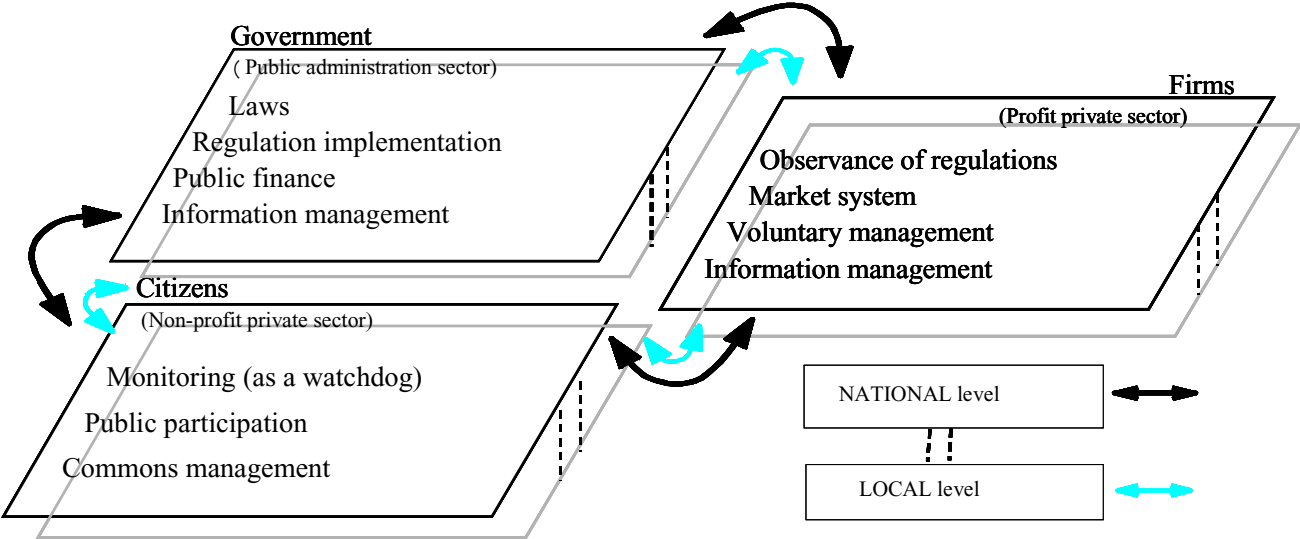 Government
( Public administration sector)
Laws
Regulation implementation
Public finance
Information management
Firms
(Profit private sector)
Observance of regulations
Market system
Voluntary management
Information management
Citizens
(Non-profit private sector)
Monitoring (as a watchdog)
Public participation
Commons management
NATIONAL level
LOCAL level